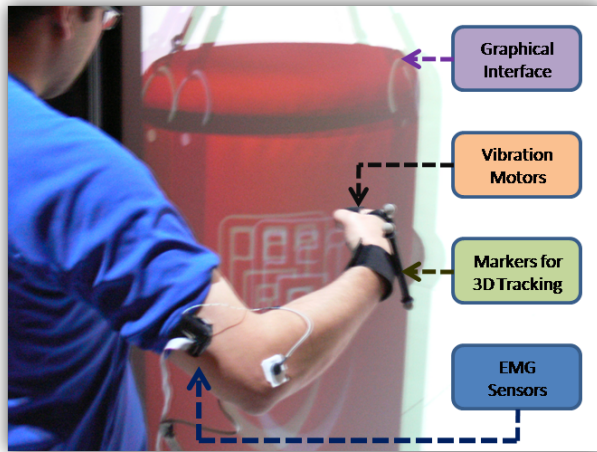 Graphical
Interface
Vibration
Motors
Markers for
3D Tracking
EMG
Sensors